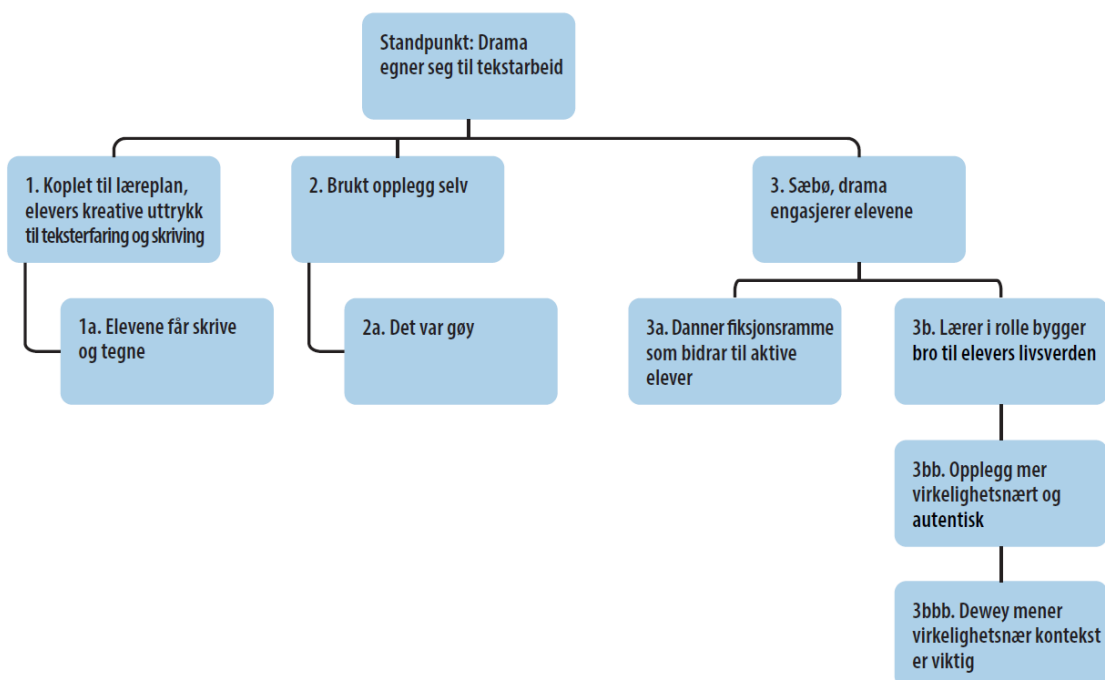 Standpunkt: Drama
egner seg til tekstarbeid
1. Koplet til læreplan,
elevers kreative uttrykk
til teksterfaring og skriving
2. Brukt opplegg selv
3. Sæbø, drama
engasjerer elevene
1a. Elevene får skrive
og tegne
2a. Det var gøy
3a. Danner fiksjonsramme
som bidrar til aktive
elever
3b. Lærer i rolle bygger
bro til elevers livsverden
3bb. Opplegg mer
virkelighetsnært og
autentisk
3bbb. Dewey mener
virkelighetsnær kontekst
er viktig